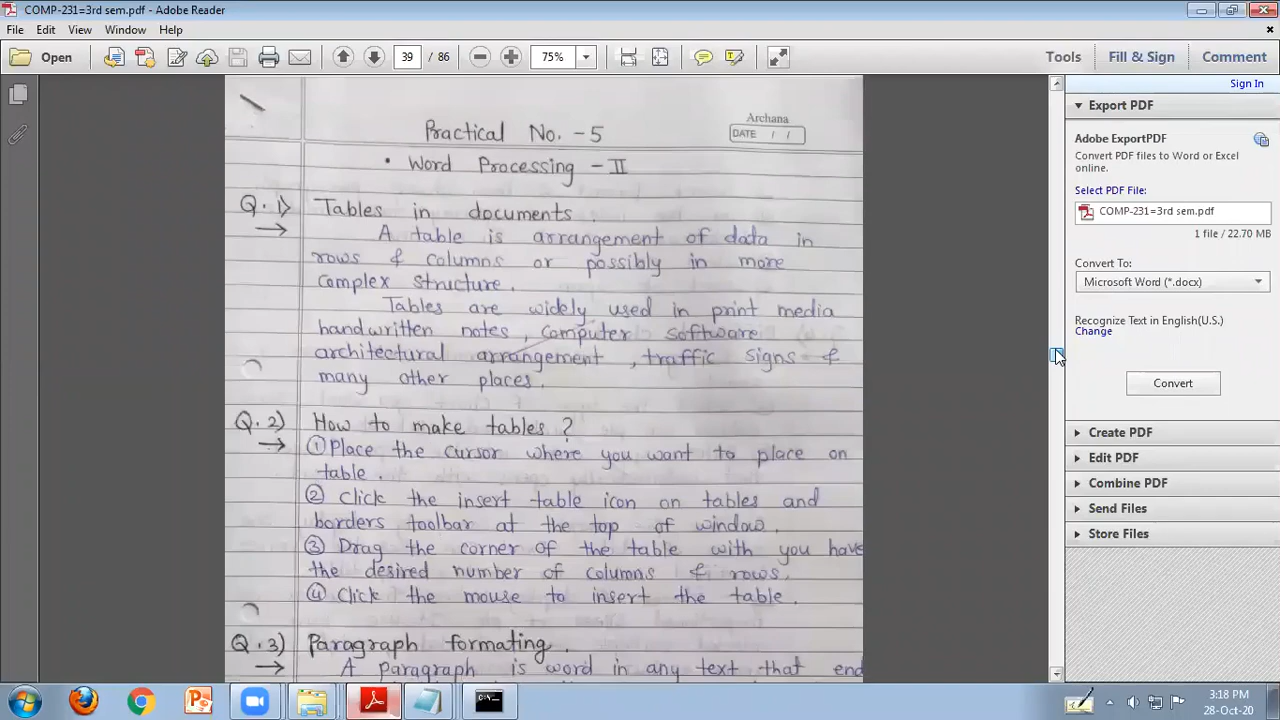 COMP-231=3rd sem.pdf - Adobe Reader
File Edit View Window Help
Open 39 / 86 75% Tools Fill & Sign Comment
Sign In
Export PDF
Adobe ExportPDF
Convert PDF files to Word or Excel
online.
Select PDF File:
COMP-231=3rd sem.pdf
1 file / 22.70 MB
Convert To:
Microsoft Word (*.docx)
Recognize Text in English(U.S.)
Change
Convert
Create PDF
Edit PDF
Combine PDF
Send Files
Store Files
Archana
DATE / /
Practical No. -5
• Word Processing - II
Q. 1) Tables in documents.
→ A table is arrangement of data in
rows & columns or possibly in more
complex structure.
Tables are widely used in print media
handwritten notes, computer software
architectural arrangement, traffic signs &
many other places.
Q. 2) How to make tables ?
→ ① Place the cursor where you want to place on
table.
② Click the insert table icon on tables and
borders toolbar at the top of window.
③ Drag the corner of the table with you have
the desired number of columns & rows.
④ Click the mouse to insert the table.
Q. 3) Paragraph formating.
→ A Paragraph is word in any text that end
3:18 PM
28-Oct-20